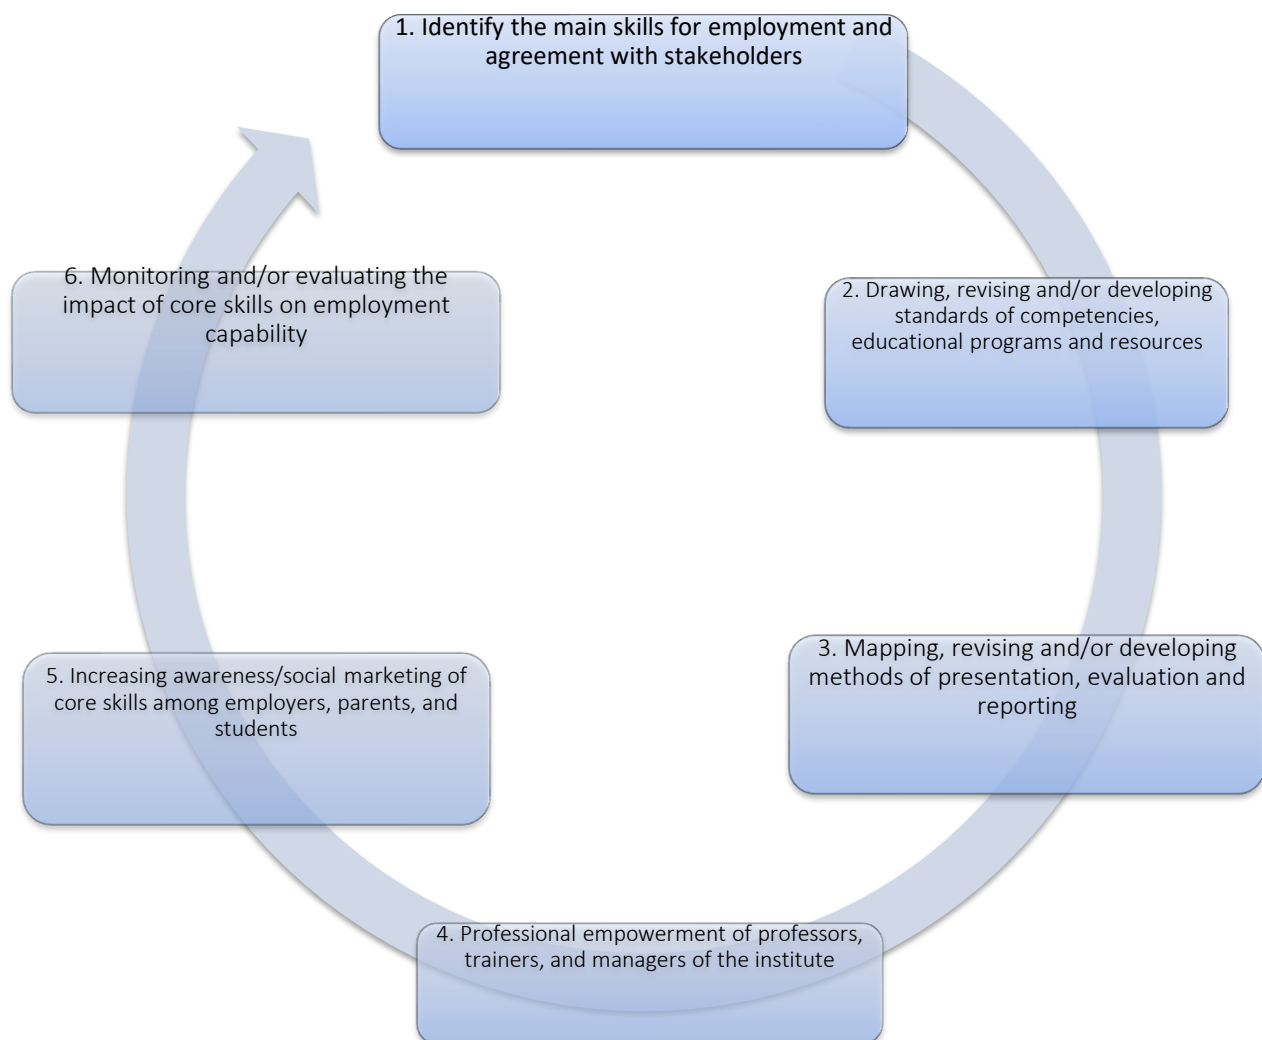 1. Identify the main skills for employment and
agreement with stakeholders
2. Drawing, revising and/or developing
standards of competencies,
educational programs and resources
3. Mapping, revising and/or developing
methods of presentation, evaluation and
reporting
4. Professional empowerment of professors,
trainers, and managers of the institute
5. Increasing awareness/social marketing of
core skills among employers, parents, and
students
6. Monitoring and/or evaluating the
impact of core skills on employment
capability